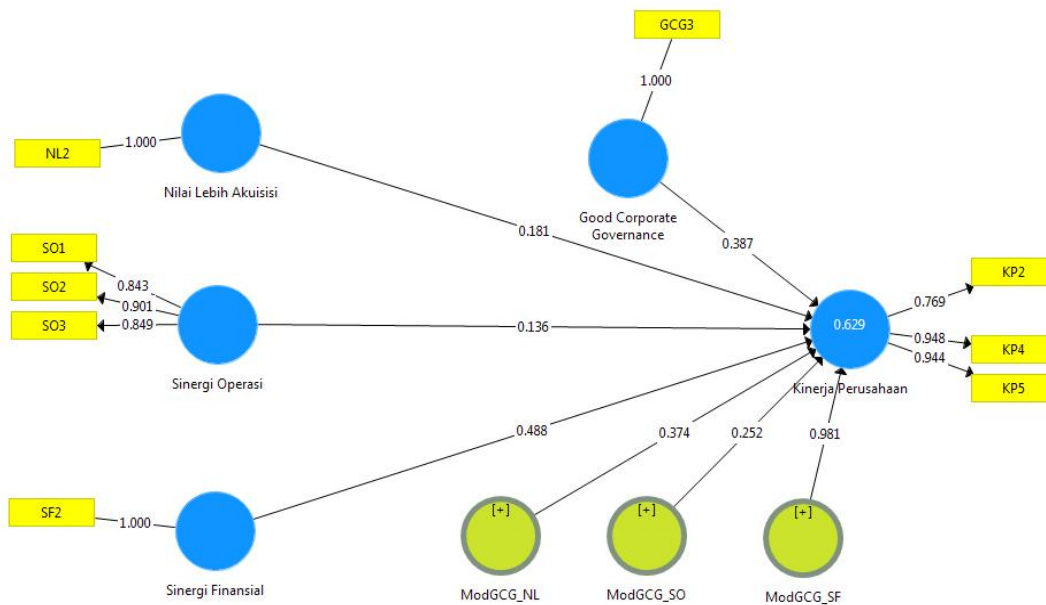 GCG3
1.000
NL2
1.000
Nilai Lebih Akuisisi
Good Corporate
Governance
0.181
0.387
SO1
SO2
SO3
0.843
0.901
0.849
Sinergi Operasi
0.136
0.629
Kinerja Perusahaan
0.769
0.948
0.944
KP2
KP4
KP5
0.488
0.374
0.252
0.981
SF2
1.000
Sinergi Finansial
[+]
ModGCG_NL
[+]
ModGCG_SO
[+]
ModGCG_SF